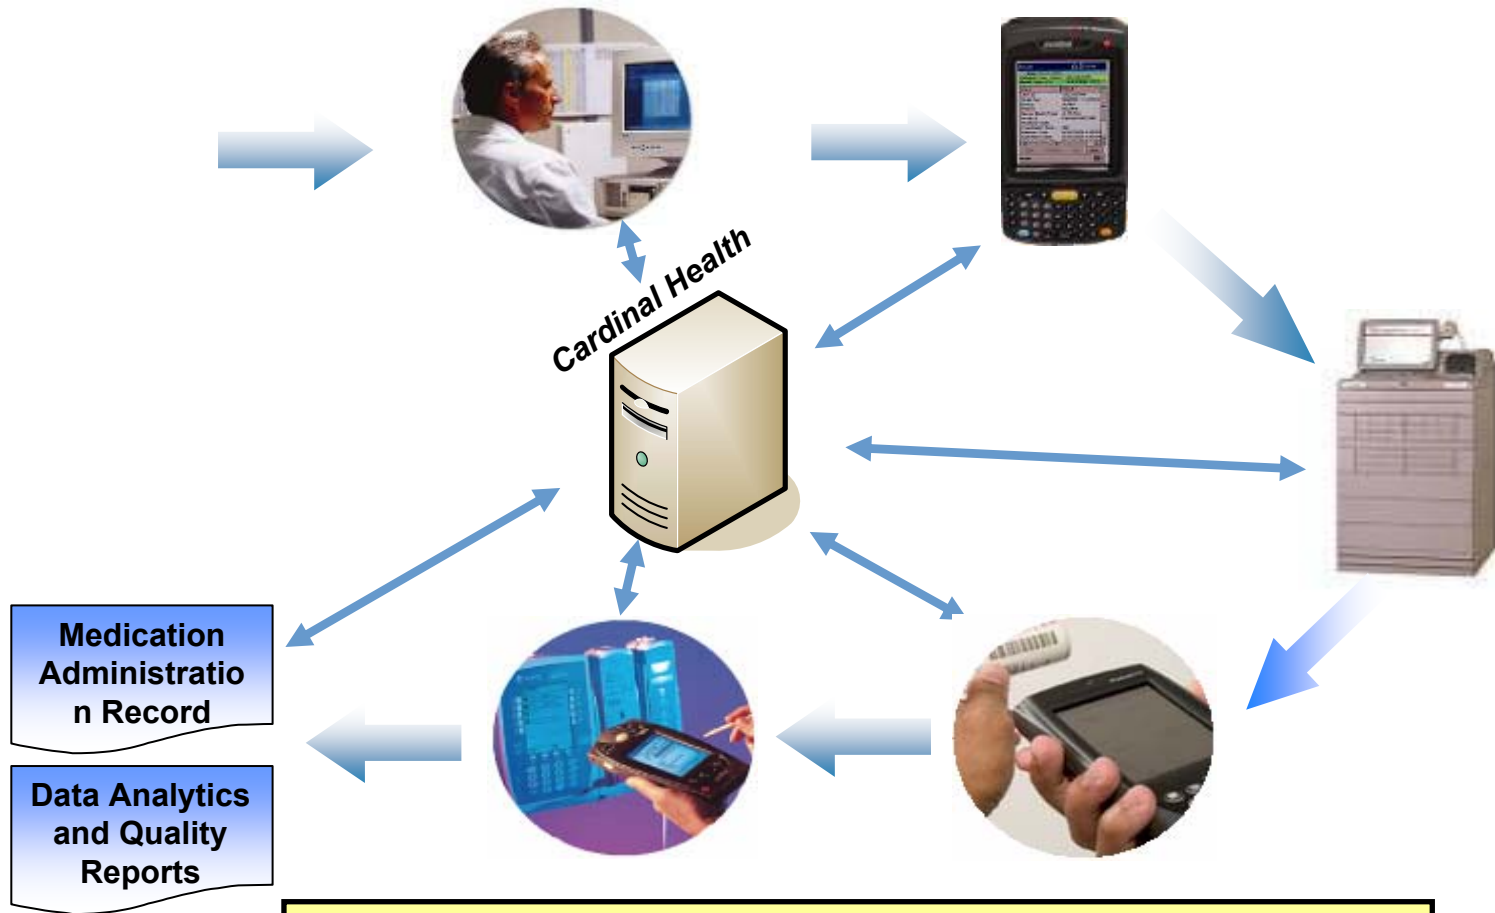 Cardinal Health
Medication
Administratio
n Record
Data Analytics
and Quality
Reports